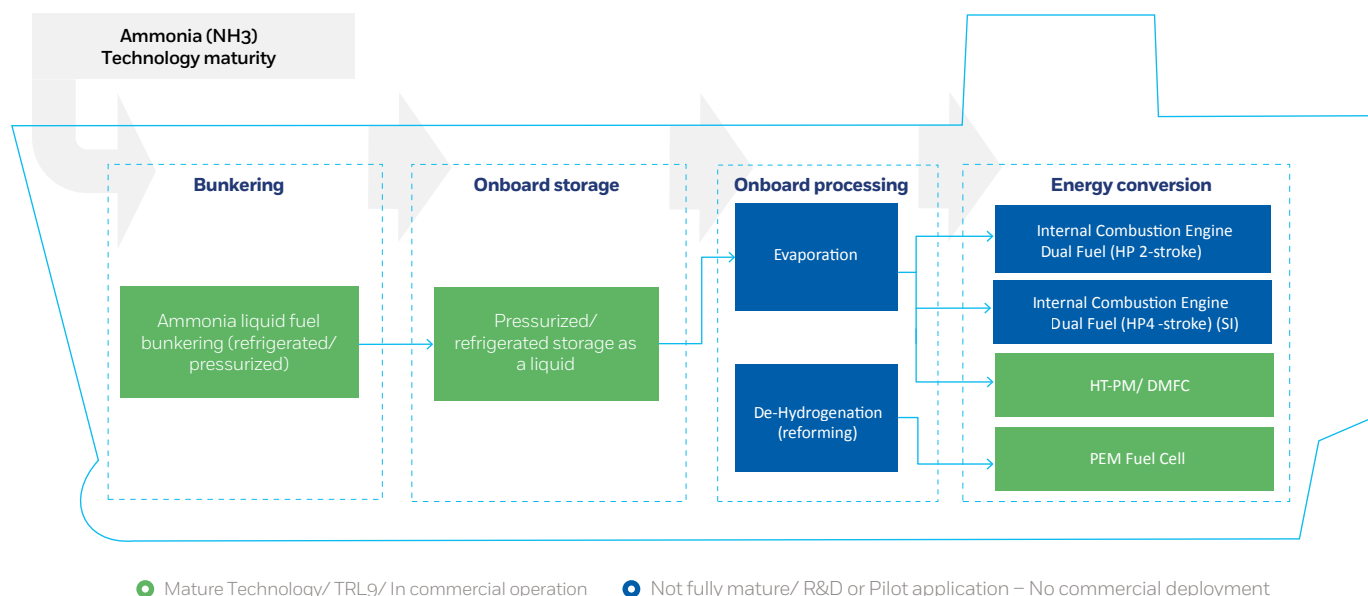 Ammonia (NH3)
Technology maturity
Bunkering
Onboard storage
Onboard processing
Energy conversion
Ammonia liquid fuel
bunkering (refrigerated/
pressurized)
Pressurized/
refrigerated storage as
a liquid
Evaporation
De-Hydrogenation
(reforming)
Internal Combustion Engine
Dual Fuel (HP 2-stroke)
Internal Combustion Engine
Dual Fuel (HP4 -stroke) (SI)
HT-PM/ DMFC
PEM Fuel Cell
Mature Technology/ TRL9/ In commercial operation
Not fully mature/ R&D or Pilot application – No commercial deployment